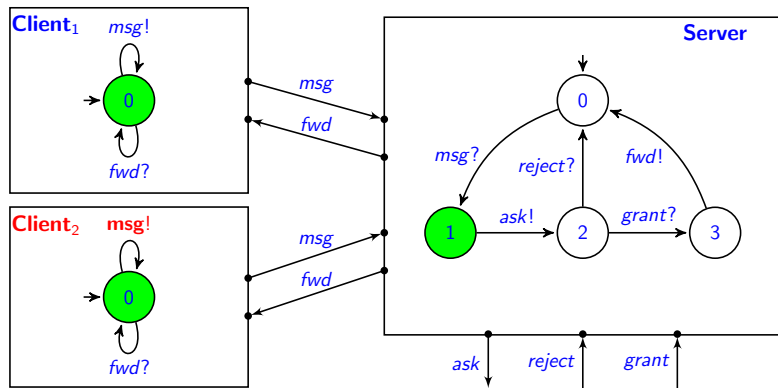 Client₁
msg!
0
fwd?
msg
fwd
Client₂
msg!
0
fwd?
msg
fwd
Server
0
msg?
reject?
fwd!
1
ask!
2
grant?
3
ask
reject
grant